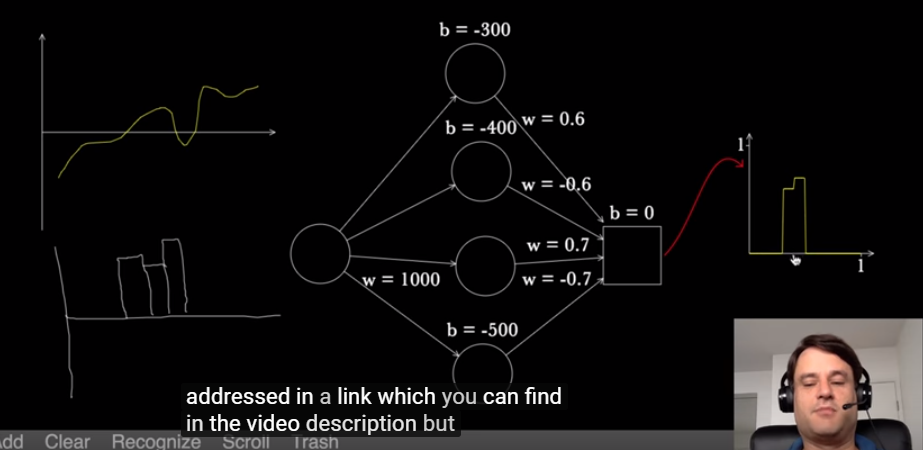 b = -300
w = 0.6
b = -400
w = -0.6
b = 0
w = 0.7
w = 1000
w = -0.7
b = -500
1
1
addressed in a link which you can find
in the video description but
dd Clear Recognize Scroll Trash